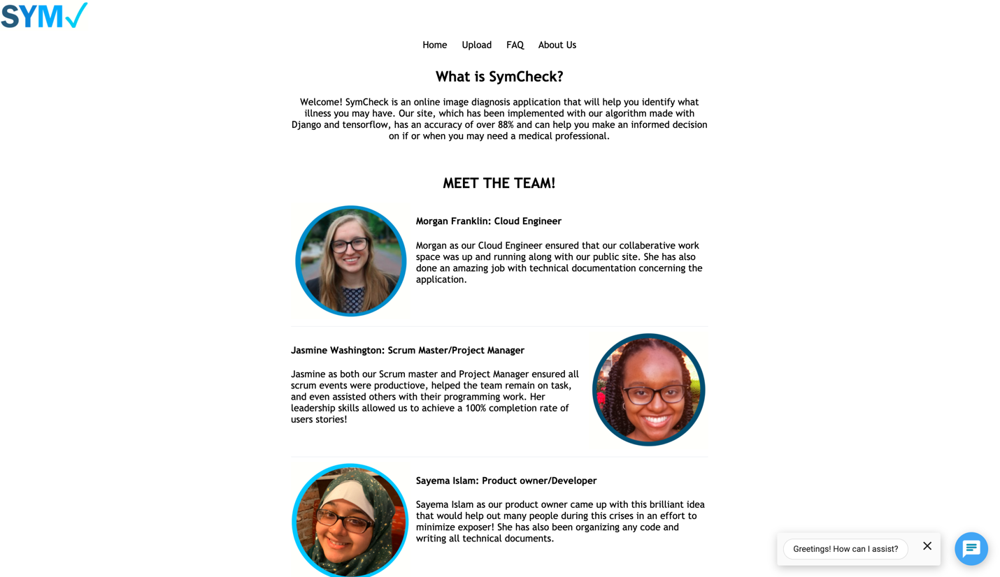 SYM✓
Home Upload FAQ About Us
What is SymCheck?
Welcome! SymCheck is an online image diagnosis application that will help you identify what
illness you may have. Our site, which has been implemented with our algorithm made with
Django and tensorflow, has an accuracy of over 88% and can help you make an informed decision
on if or when you may need a medical professional.
MEET THE TEAM!
Morgan Franklin: Cloud Engineer
Morgan as our Cloud Engineer ensured that our collaberative work
space was up and running along with our public site. She has also
done an amazing job with technical documentation concerning the
application.
Jasmine Washington: Scrum Master/Project Manager
Jasmine as both our Scrum master and Project Manager ensured all
scrum events were productiove, helped the team remain on task,
and even assisted others with their programming work. Her
leadership skills allowed us to achieve a 100% completion rate of
users stories!
Sayema Islam: Product owner/Developer
Sayema Islam as our product owner came up with this brilliant idea
that would help out many people during this crises in an effort to
minimize exposer! She has also been organizing any code and
writing all technical documents.
Greetings! How can I assist?